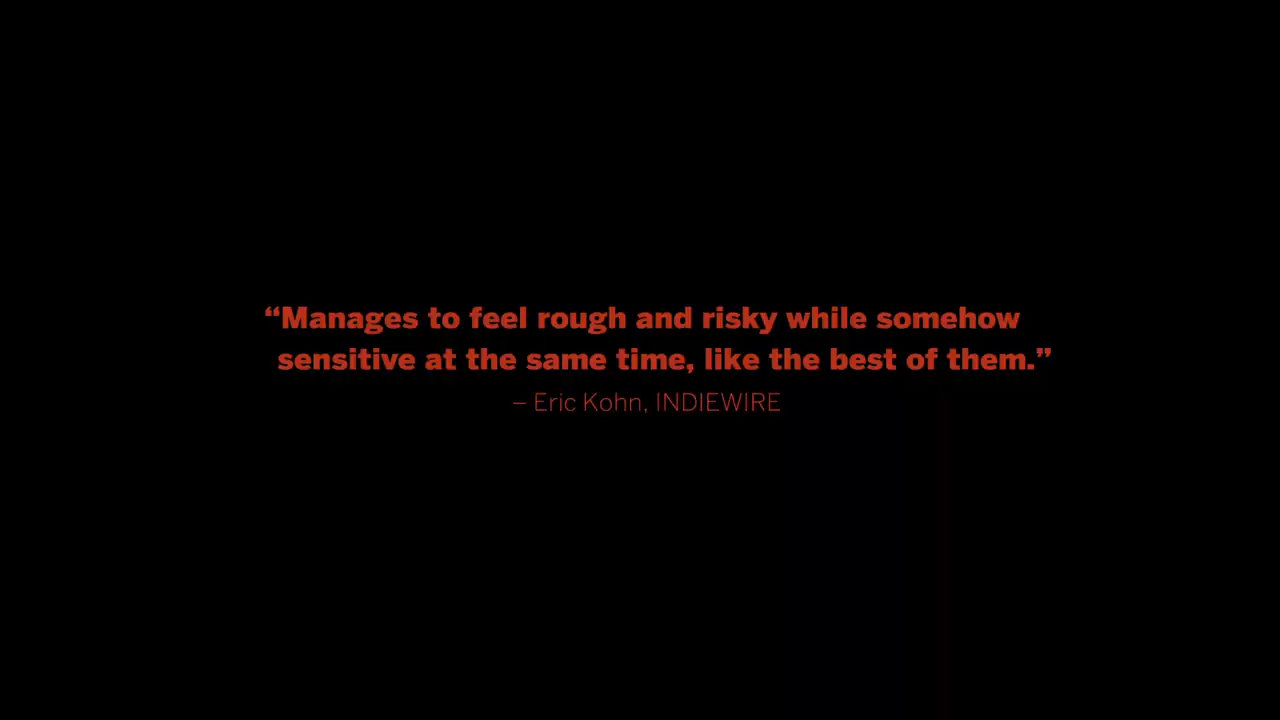 “Manages to feel rough and risky while somehow
sensitive at the same time, like the best of them.”
– Eric Kohn, INDIEWIRE